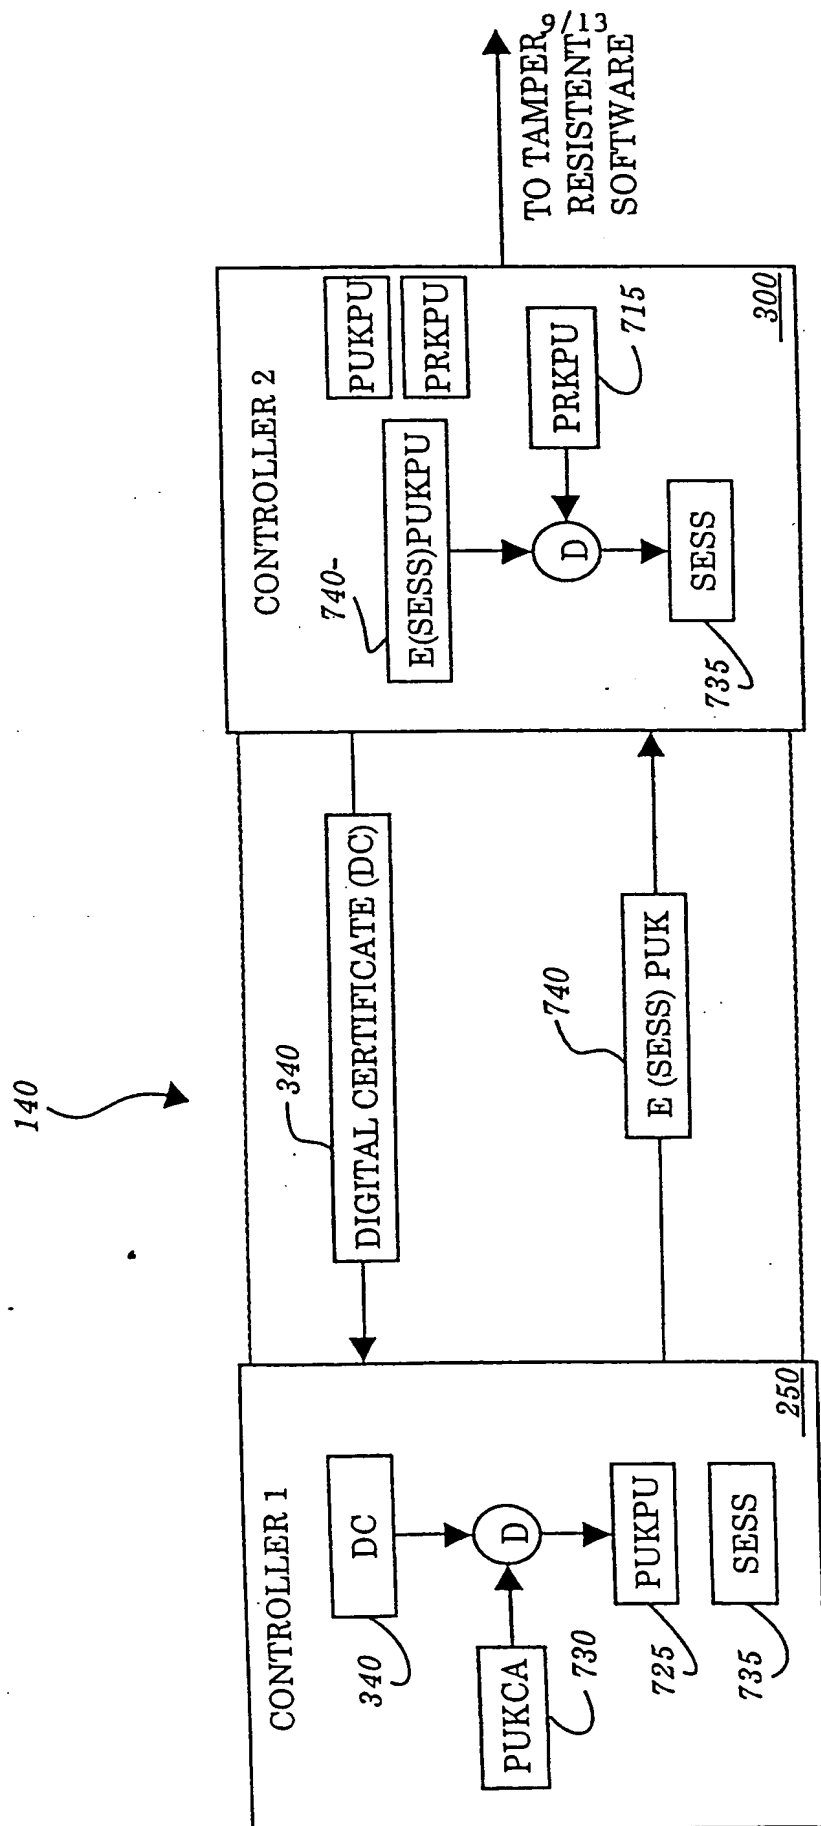 9/13
140
CONTROLLER 1
DC
340
D
PUKCA
730
PUKPU
725
SESS
735
250
340
DIGITAL CERTIFICATE (DC)
740
E (SESS) PUK
CONTROLLER 2
PUKPU
PRKPU
740-
E(SESS)PUKPU
D
PRKPU
715
SESS
735
300
TO TAMPER
RESISTENT
SOFTWARE